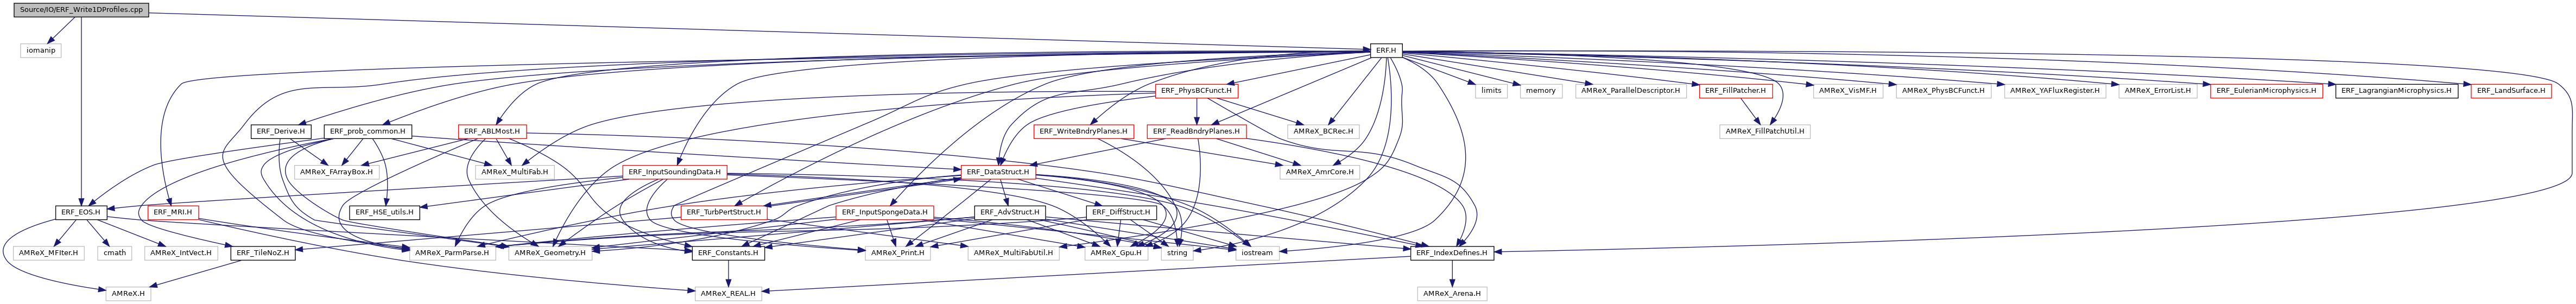 Source/IO/ERF_Write1DProfiles.cpp
iomanip
ERF.H
ERF_PhysBCFunct.H
limits
memory
AMReX_ParallelDescriptor.H
ERF_FillPatcher.H
AMReX_VisMF.H
AMReX_PhysBCFunct.H
AMReX_YAFluxRegister.H
AMReX_ErrorList.H
ERF_EulerianMicrophysics.H
ERF_LagrangianMicrophysics.H
ERF_LandSurface.H
ERF_Derive.H
ERF_prob_common.H
ERF_ABLMost.H
ERF_WriteBndryPlanes.H
ERF_ReadBndryPlanes.H
AMReX_BCRec.H
AMReX_FillPatchUtil.H
AMReX_FArrayBox.H
AMReX_MultiFab.H
ERF_InputSoundingData.H
ERF_DataStruct.H
AMReX_AmrCore.H
ERF_EOS.H
ERF_MRI.H
ERF_HSE_utils.H
ERF_TurbPertStruct.H
ERF_InputSpongeData.H
ERF_AdvStruct.H
ERF_DiffStruct.H
AMReX_MFIter.H
cmath
AMReX_IntVect.H
ERF_TileNoZ.H
AMReX_ParmParse.H
AMReX_Geometry.H
ERF_Constants.H
AMReX_Print.H
AMReX_MultiFabUtil.H
AMReX_Gpu.H
string
iostream
ERF_IndexDefines.H
AMReX.H
AMReX_REAL.H
AMReX_Arena.H